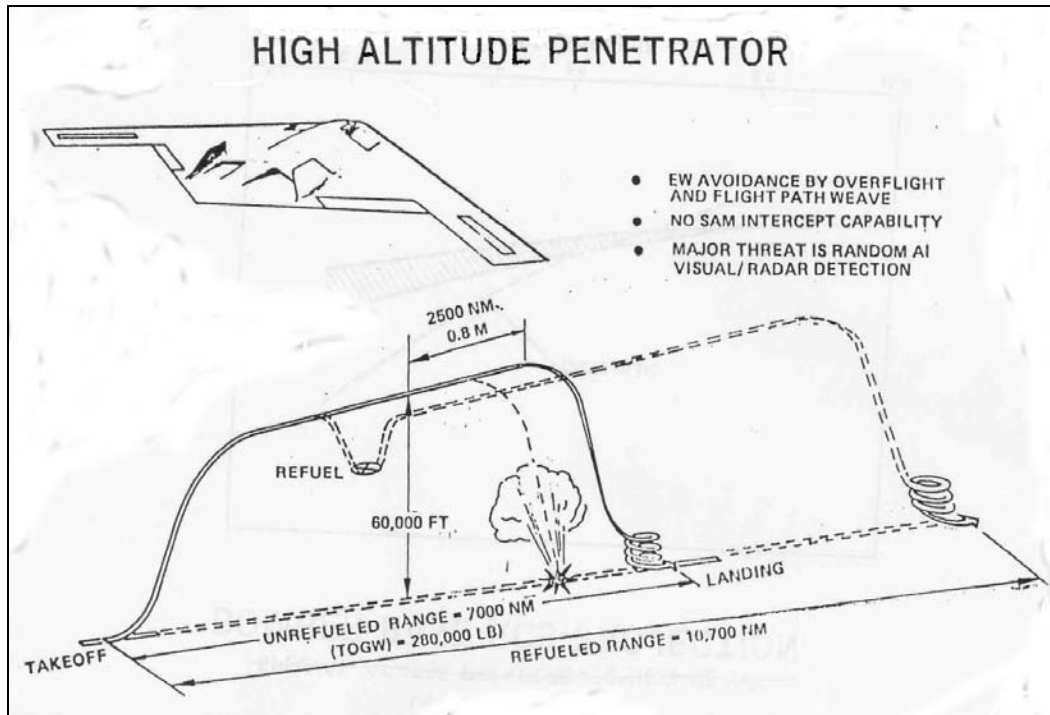 HIGH ALTITUDE PENETRATOR
• EW AVOIDANCE BY OVERFLIGHT
AND FLIGHT PATH WEAVE
• NO SAM INTERCEPT CAPABILITY
• MAJOR THREAT IS RANDOM AI
VISUAL/RADAR DETECTION
2500 NM
0.8 M
REFUEL
60,000 FT
LANDING
UNREFUELED RANGE = 7000 NM
(TOGW) = 280,000 LB)
REFUELED RANGE = 10,700 NM
TAKEOFF